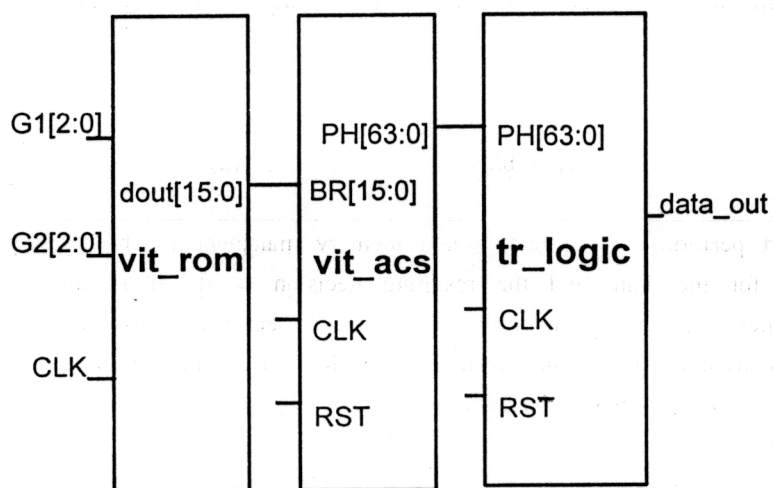 G1[2:0]
PH[63:0]
PH[63:0]
dout[15:0]
BR[15:0]
data_out
G2[2:0]
vit_rom
vit_acs
tr_logic
CLK
CLK
CLK
RST
RST